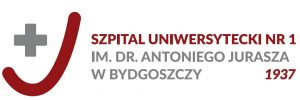 SZPITAL UNIWERSYTECKI NR 1
IM. DR. ANTONIEGO JURASZA
W BYDGOSZCZY 1937